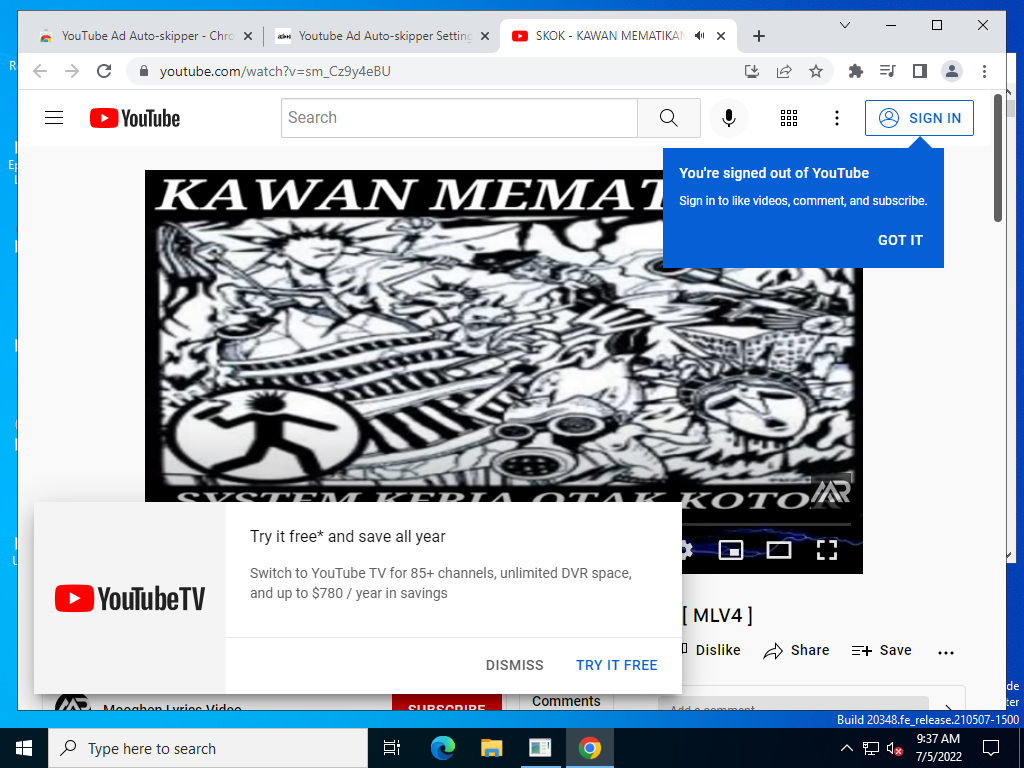 YouTube Ad Auto-skipper - Chro
Youtube Ad Auto-skipper Setting
SKOK - KAWAN MEMATIKAN
youtube.com/watch?v=sm_Cz9y4eBU
YouTube
Search
SIGN IN
You're signed out of YouTube
Sign in to like videos, comment, and subscribe.
GOT IT
KAWAN MEMAT
SYSTEM KERJA OTAK KOTOR
Try it free* and save all year
Switch to YouTube TV for 85+ channels, unlimited DVR space,
and up to $780 / year in savings
YouTubeTV
DISMISS
TRY IT FREE
[ MLV4 ]
Dislike
Share
Save
Mooghen Lyrics Video
SUBSCRIBE
Comments
Add a comment...
Build 20348.fe_release.210507-1500
Type here to search
9:37 AM
7/5/2022